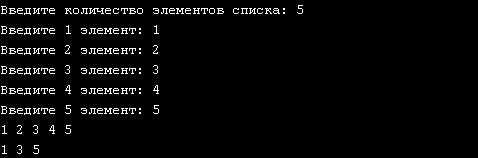 Введите количество элементов списка: 5
Введите 1 элемент: 1
Введите 2 элемент: 2
Введите 3 элемент: 3
Введите 4 элемент: 4
Введите 5 элемент: 5
1 2 3 4 5
1 3 5